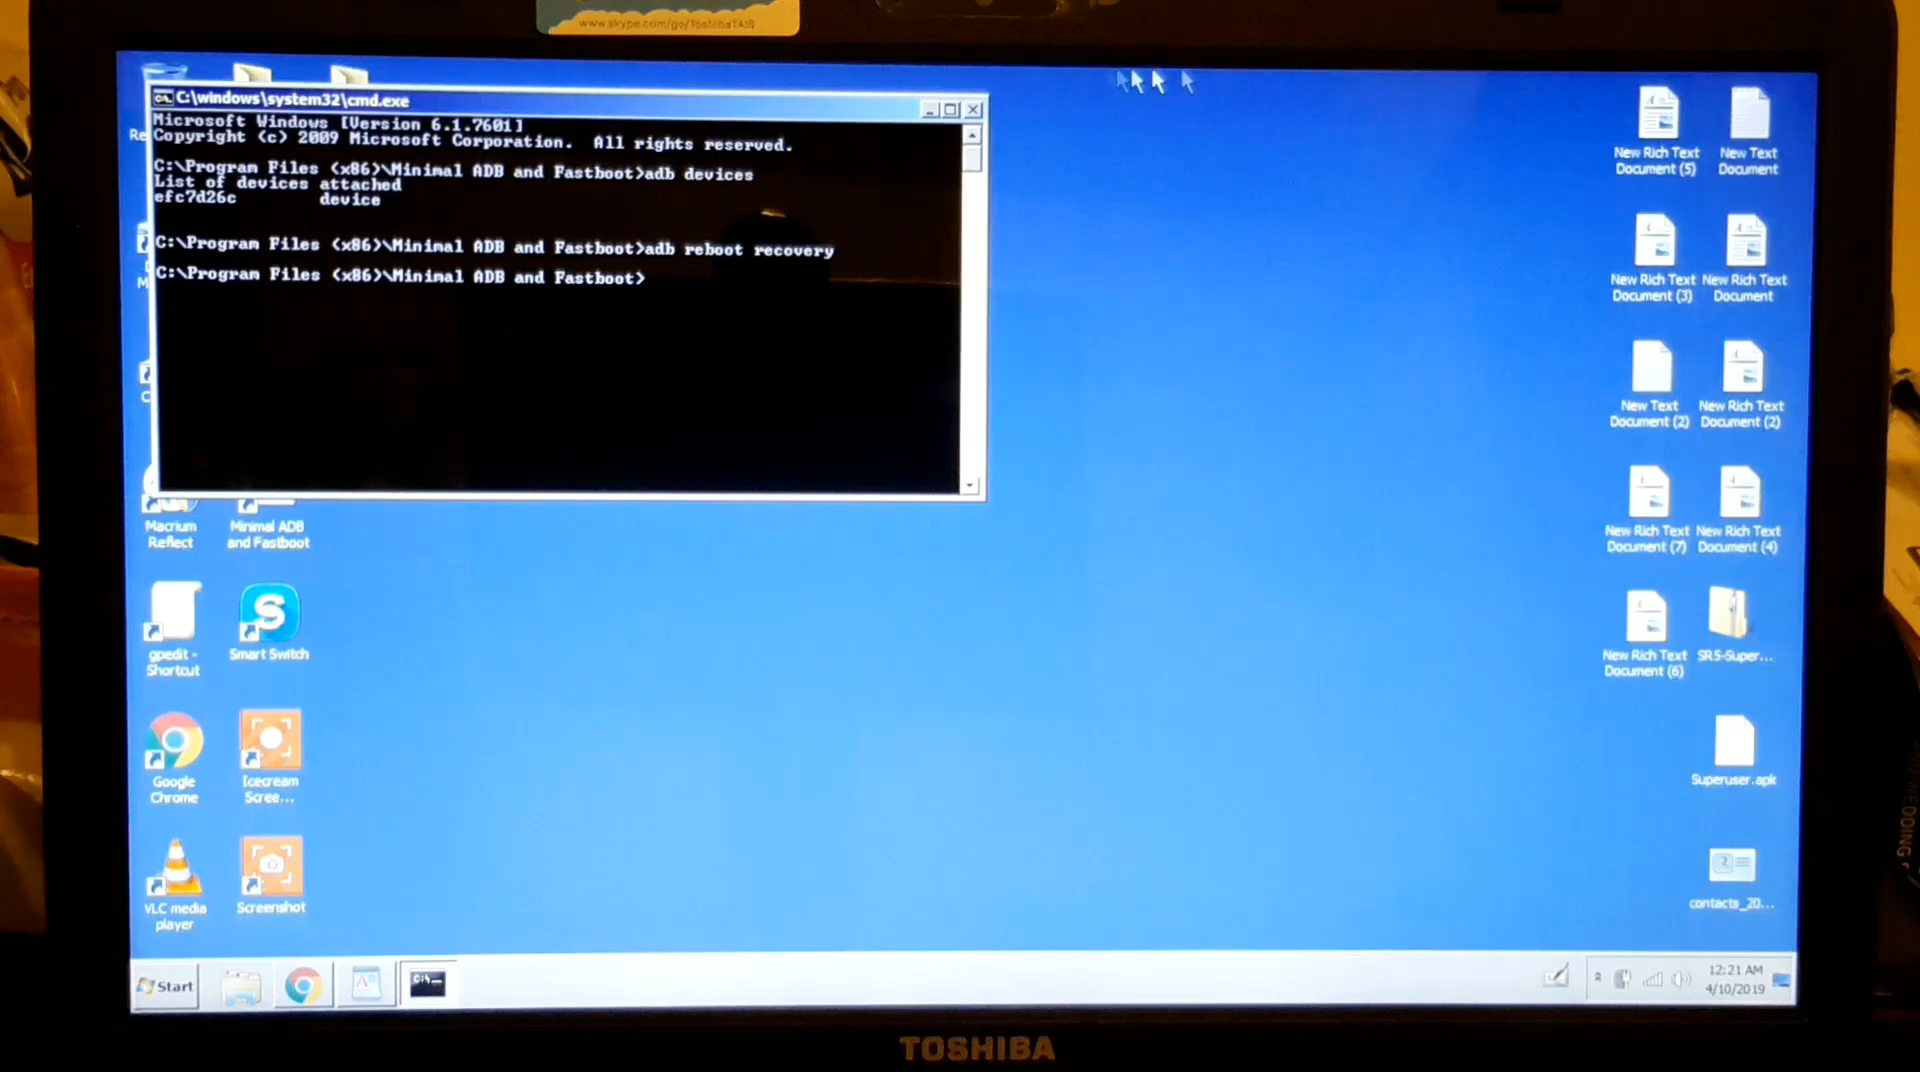 www.skype.com/go/ToshibaTAIS
C:\windows\system32\cmd.exe
Microsoft Windows [Version 6.1.7601]
Copyright (c) 2009 Microsoft Corporation.  All rights reserved.
C:\Program Files (x86)\Minimal ADB and Fastboot>adb devices
List of devices attached
efc7d26c        device
C:\Program Files (x86)\Minimal ADB and Fastboot>adb reboot recovery
C:\Program Files (x86)\Minimal ADB and Fastboot>
Re
M
C
Macrium
Reflect
Minimal ADB
and Fastboot
gpedit -
Shortcut
Smart Switch
Google
Chrome
Icecream
Scree...
VLC media
player
Screenshot
New Rich Text
Document (5)
New Text
Document
New Rich Text
Document (3)
New Rich Text
Document
New Text
Document (2)
New Rich Text
Document (2)
New Rich Text
Document (7)
New Rich Text
Document (4)
New Rich Text
Document (6)
SR5-Super...
Superuser.apk
contacts_20...
Start
12:21 AM
4/10/2019
TOSHIBA